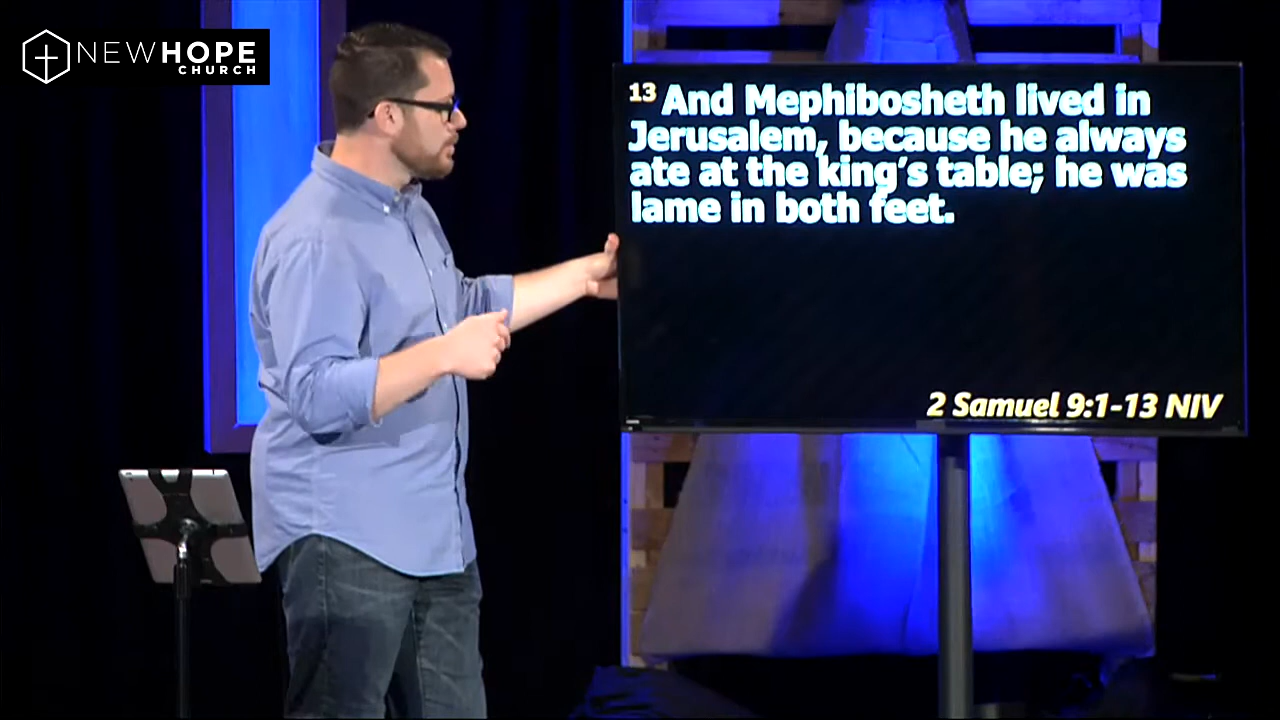 NEWHOPE
CHURCH
13 And Mephibosheth lived in
Jerusalem, because he always
ate at the king's table; he was
lame in both feet.
2 Samuel 9:1-13 NIV